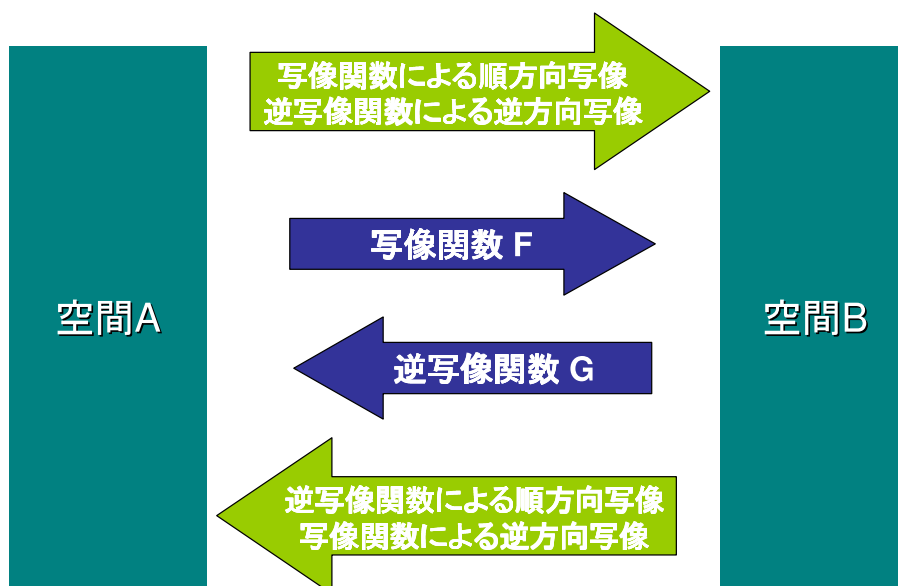 写像関数による順方向写像
逆写像関数による逆方向写像
写像関数 F
空間A
空間B
逆写像関数 G
逆写像関数による順方向写像
写像関数による逆方向写像